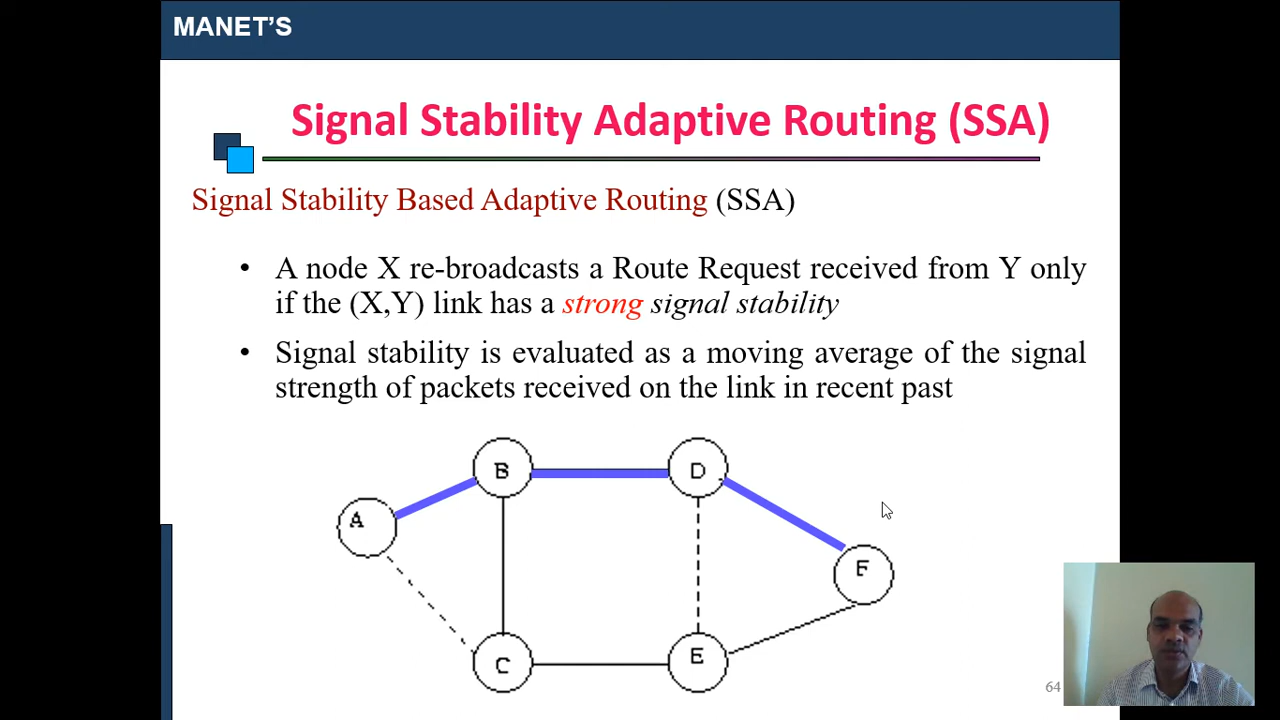 MANET'S
Signal Stability Adaptive Routing (SSA)
Signal Stability Based Adaptive Routing (SSA)
• A node X re-broadcasts a Route Request received from Y only
if the (X,Y) link has a strong signal stability
• Signal stability is evaluated as a moving average of the signal
strength of packets received on the link in recent past
B
D
A
F
C
E
64